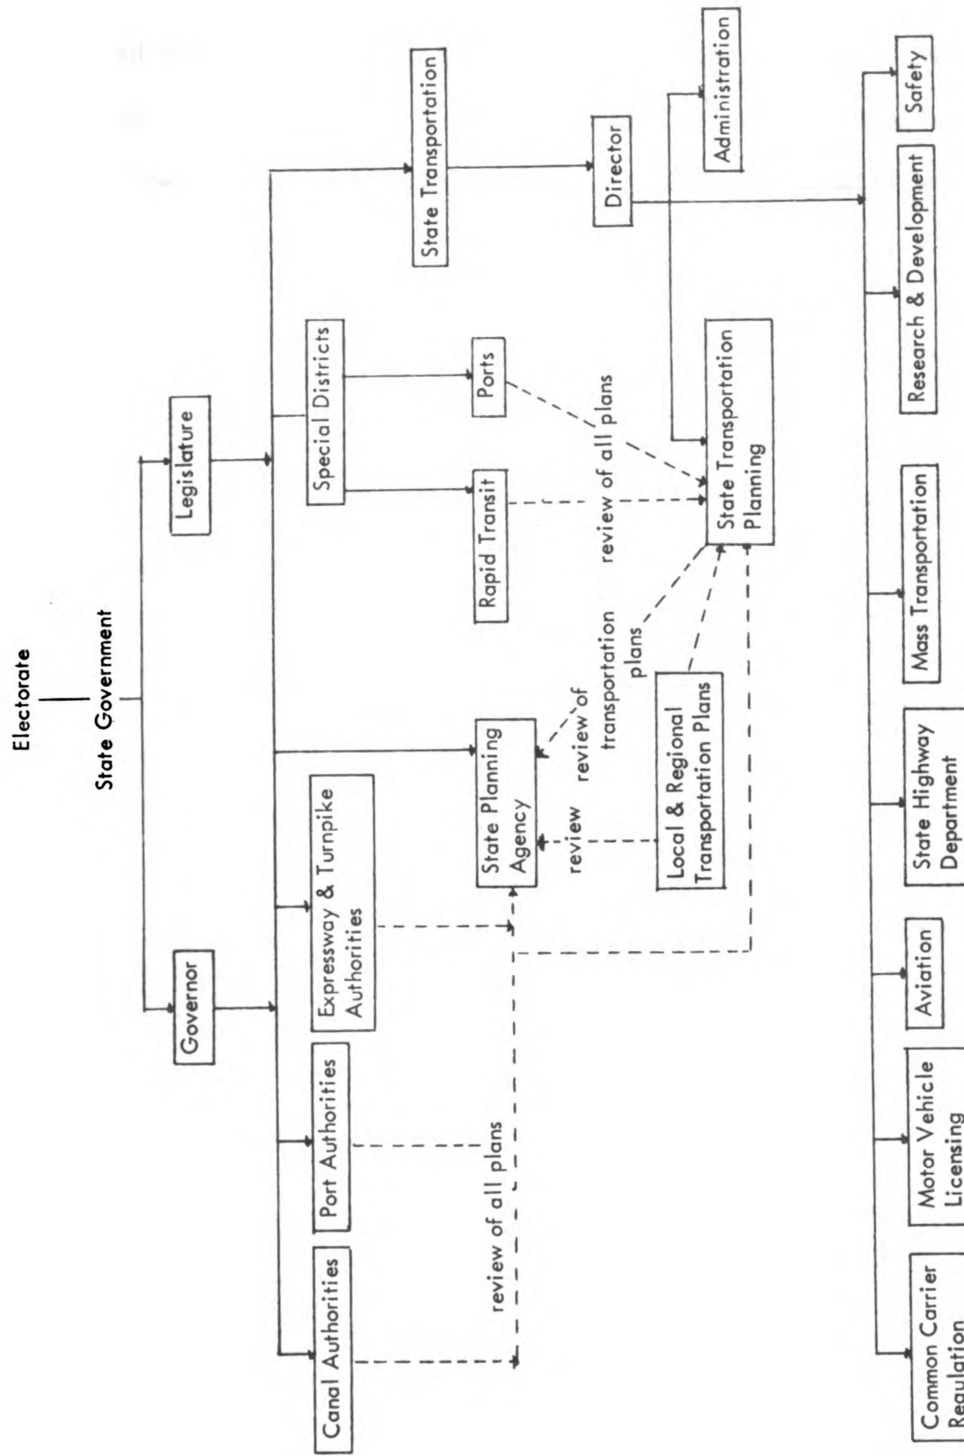 Electorate
State Government
Governor
Legislature
Canal Authorities
Port Authorities
Expressway & Turnpike
Authorities
Special Districts
State Transportation
State Planning
Agency
Rapid Transit
Ports
Director
review of all plans
review
review of
transportation
plans
review of all plans
Local & Regional
Transportation Plans
State Transportation
Planning
Administration
Common Carrier
Regulation
Motor Vehicle
Licensing
Aviation
State Highway
Department
Mass Transportation
Research & Development
Safety